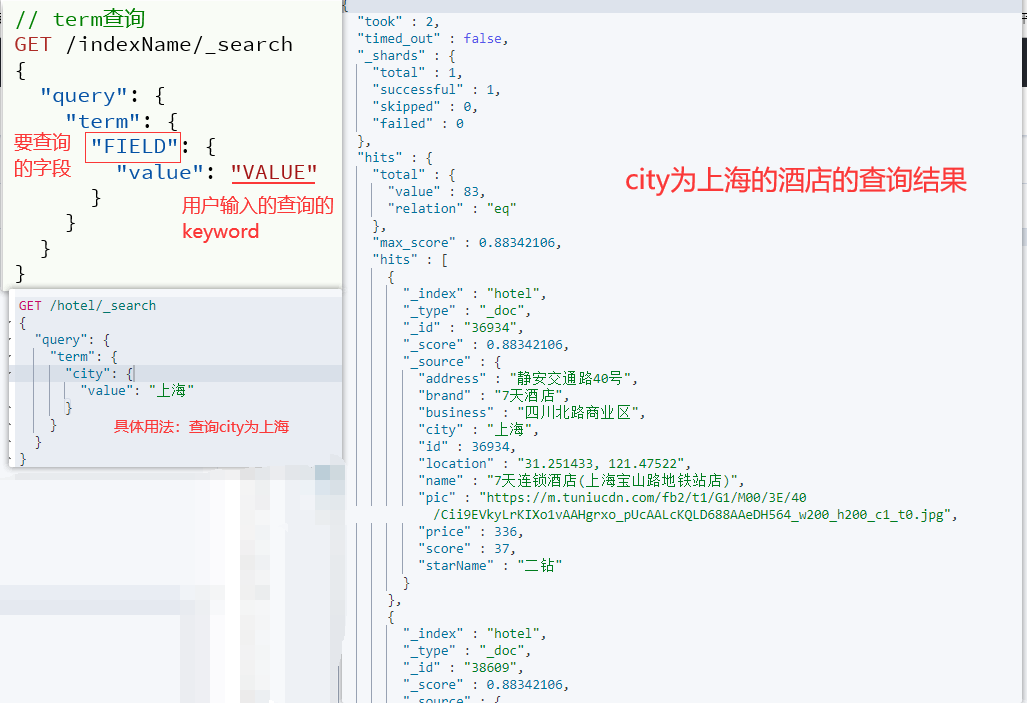 // term查询
GET /indexName/_search
{
"query": {
"term": {
要查询
的字段
"FIELD": {
"value": "VALUE"
}
用户输入的查询的
keyword
}
}
}
GET /hotel/_search
{
"query": {
"term": {
"city": {
"value": "上海"
}
}
具体用法：查询city为上海
}
}
{
"took" : 2,
"timed_out" : false,
"_shards" : {
"total" : 1,
"successful" : 1,
"skipped" : 0,
"failed" : 0
},
"hits" : {
"total" : {
"value" : 83,
"relation" : "eq"
},
city为上海的酒店的查询结果
"max_score" : 0.88342106,
"hits" : [
{
"_index" : "hotel",
"_type" : "_doc",
"_id" : "36934",
"_score" : 0.88342106,
"_source" : {
"address" : "静安交通路40号",
"brand" : "7天酒店",
"business" : "四川北路商业区",
"city" : "上海",
"id" : 36934,
"location" : "31.251433, 121.47522",
"name" : "7天连锁酒店(上海宝山路地铁站店)",
"pic" : "https://m.tuniucdn.com/fb2/t1/G1/M00/3E/40
/Cii9EVkyLrKIXo1vAAHgrxo_pUcAALcKQLD688AAeDH564_w200_h200_c1_t0.jpg",
"price" : 336,
"score" : 37,
"starName" : "二钻"
}
},
{
"_index" : "hotel",
"_type" : "_doc",
"_id" : "38609",
"_score" : 0.88342106,
"_source" : {